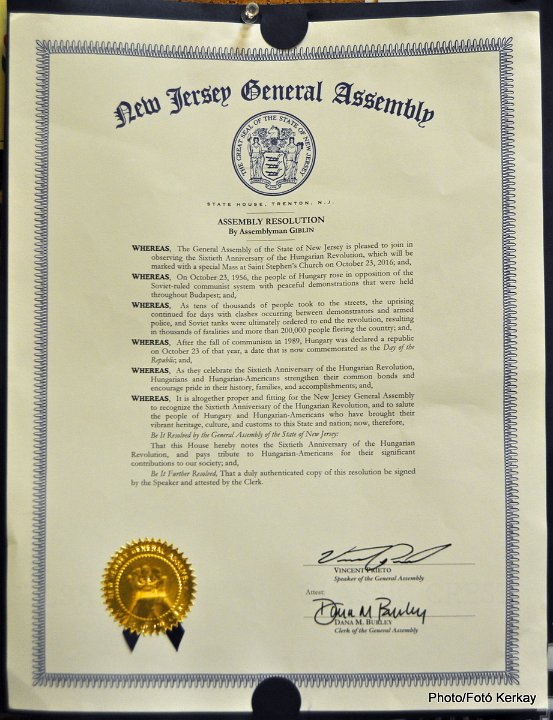 New Jersey General Assembly
THE GREAT SEAL OF THE STATE OF NEW JERSEY
STATE HOUSE, TRENTON, N.J.
ASSEMBLY RESOLUTION
By Assemblyman GIBLIN
WHEREAS, The General Assembly of the State of New Jersey is pleased to join in
observing the Sixtieth Anniversary of the Hungarian Revolution, which will be
marked with a special Mass at Saint Stephen's Church on October 23, 2016; and,
WHEREAS, On October 23, 1956, the people of Hungary rose in opposition of the
Soviet-ruled communist system with peaceful demonstrations that were held
throughout Budapest; and,
WHEREAS, As tens of thousands of people took to the streets, the uprising
continued for days with clashes occurring between demonstrators and armed
police, and Soviet tanks were ultimately ordered to end the revolution, resulting
in thousands of fatalities and more than 200,000 people fleeing the country; and,
WHEREAS, After the fall of communism in 1989, Hungary was declared a republic
on October 23 of that year, a date that is now commemorated as the Day of the
Republic; and,
WHEREAS, As they celebrate the Sixtieth Anniversary of the Hungarian Revolution,
Hungarians and Hungarian-Americans strengthen their common bonds and
encourage pride in their history, families, and accomplishments; and,
WHEREAS, It is altogether proper and fitting for the New Jersey General Assembly
to recognize the Sixtieth Anniversary of the Hungarian Revolution, and to salute
the people of Hungary and Hungarian-Americans who have brought their
vibrant heritage, culture, and customs to this State and nation; now, therefore,
Be It Resolved by the General Assembly of the State of New Jersey:
That this House hereby notes the Sixtieth Anniversary of the Hungarian
Revolution, and pays tribute to Hungarian-Americans for their significant
contributions to our society; and,
Be It Further Resolved, That a duly authenticated copy of this resolution be signed
by the Speaker and attested by the Clerk.
VINCENT PRIETO
Speaker of the General Assembly
Attest:
Dana M Burley
DANA M. BURLEY
Clerk of the General Assembly
Photo/Fotó Kerkay